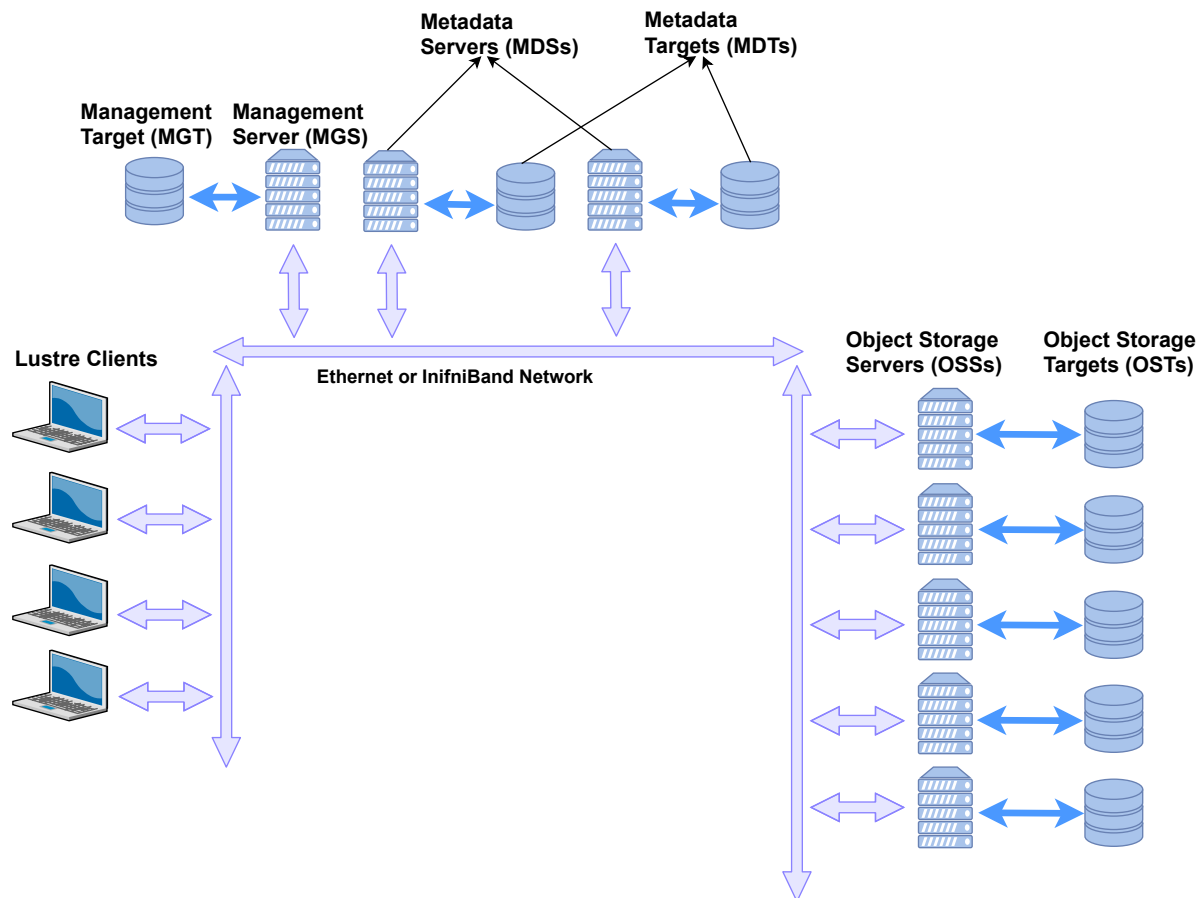 Metadata
Servers (MDSs)
Metadata
Targets (MDTs)
Management
Target (MGT)
Management
Server (MGS)
Lustre Clients
Ethernet or InifniBand Network
Object Storage
Servers (OSSs)
Object Storage
Targets (OSTs)